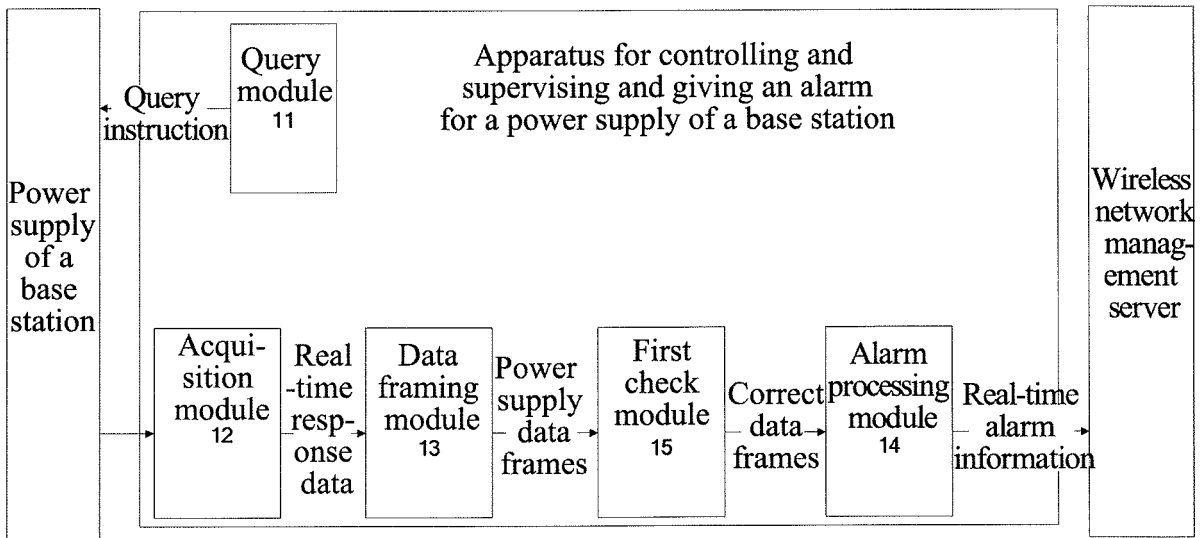 Power
supply
of a
base
station
Query
instruction
Query
module
11
Apparatus for controlling and
supervising and giving an alarm
for a power supply of a base station
Acqui-
sition
module
12
Real
-time
resp-
onse
data
Data
framing
module
13
Power
supply
data
frames
First
check
module
15
Correct
data
frames
Alarm
processing
module
14
Real-time
alarm
information
Wireless
network
manag-
ement
server